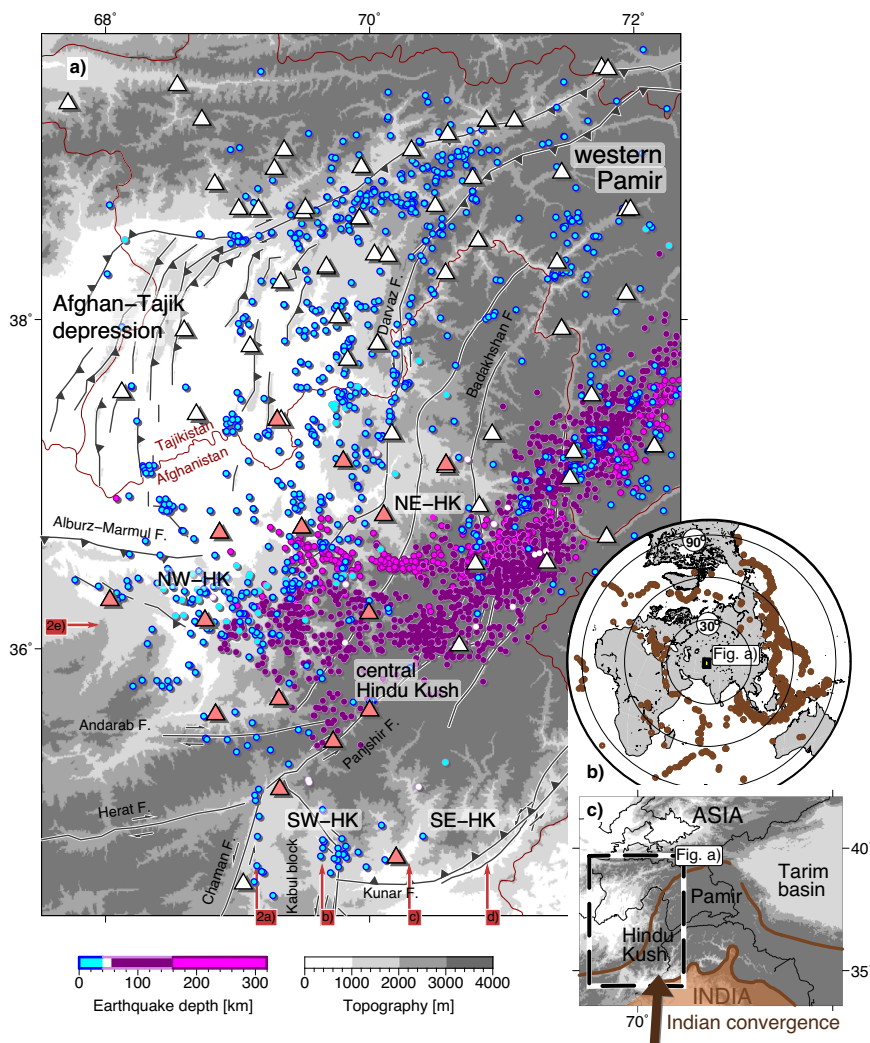 68˚
70˚
72˚
a)
western
Pamir
Afghan−Tajik
depression
38˚
Darvaz F.
Badakhshan F.
Tajikistan
Afghanistan
NE−HK
Alburz−Marmul F.
NW−HK
2e)
36˚
central
Hindu Kush
Andarab F.
Panjshir F.
Herat F.
SW−HK
SE−HK
Chaman F.
Kabul block
Kunar F.
2a)
b)
c)
d)
90˚
30˚
Fig. a)
b)
c)
ASIA
40˚
Fig. a)
Tarim
basin
Pamir
Hindu
Kush
35˚
INDIA
70˚
Indian convergence
0
100
200
300
Earthquake depth [km]
0
1000
2000
3000
4000
Topography [m]